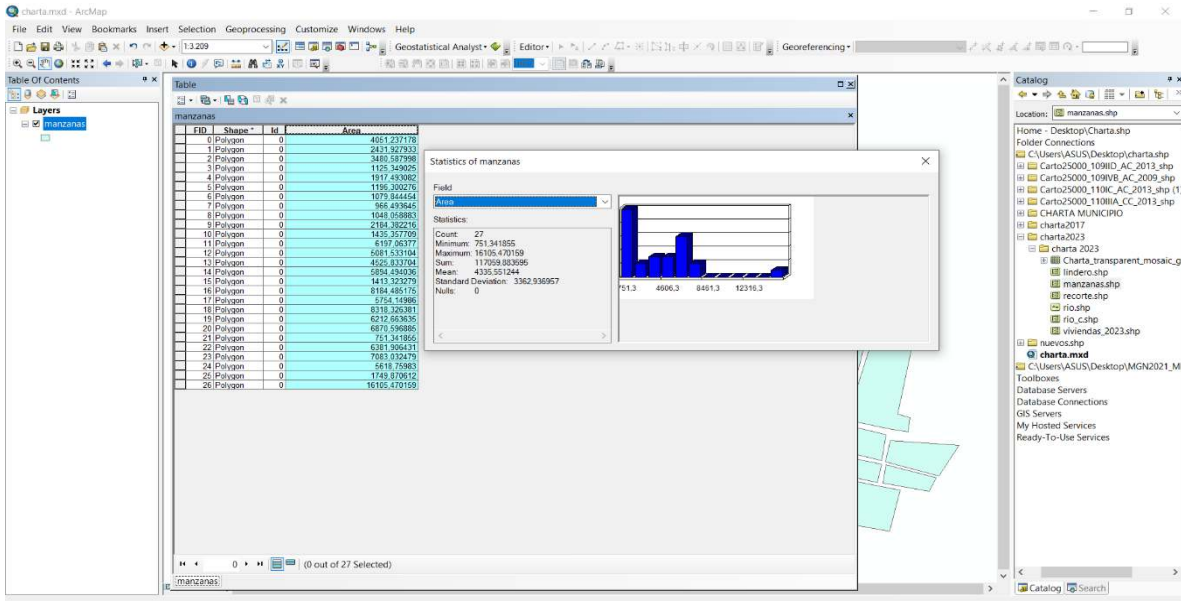 charta.mxd - ArcMap
File Edit View Bookmarks Insert Selection Geoprocessing Customize Windows Help
1:3.209
Geostatistical Analyst
Editor
Georeferencing
Table Of Contents
Layers
manzanas
Table
manzanas
FID Shape * Id Area
0 Polygon 0 4051,237178
1 Polygon 0 2431,927933
2 Polygon 0 3480,587998
3 Polygon 0 1125,349025
4 Polygon 0 1917,493082
5 Polygon 0 1196,300276
6 Polygon 0 1079,844454
7 Polygon 0 966,493645
8 Polygon 0 1048,058883
9 Polygon 0 2184,382216
10 Polygon 0 1435,357709
11 Polygon 0 6197,06377
12 Polygon 0 5081,533104
13 Polygon 0 4525,833704
14 Polygon 0 5894,494036
15 Polygon 0 1413,323279
16 Polygon 0 8184,485175
17 Polygon 0 5754,14986
18 Polygon 0 8318,326381
19 Polygon 0 6212,663635
20 Polygon 0 6870,596885
21 Polygon 0 751,341855
22 Polygon 0 6381,906431
23 Polygon 0 7083,032479
24 Polygon 0 5618,75983
25 Polygon 0 1749,870612
26 Polygon 0 16105,470159
0
(0 out of 27 Selected)
manzanas
Statistics of manzanas
Field
Area
Statistics:
Count: 27
Minimum: 751,341855
Maximum: 16105,470159
Sum: 117059,883595
Mean: 4335,551244
Standard Deviation: 3362,936957
Nulls: 0
751,3 4606,3 8461,3 12316,3
Catalog
Location: manzanas.shp
Home - Desktop\Charta.shp
Folder Connections
C:\Users\ASUS\Desktop\charta.shp
Carto25000_109IID_AC_2013_shp
Carto25000_109IVB_AC_2009_shp
Carto25000_110IC_AC_2013_shp (1)
Carto25000_110IIIA_CC_2013_shp
CHARTA MUNICIPIO
charta2017
charta2023
charta 2023
Charta_transparent_mosaic_g
lindero.shp
manzanas.shp
recorte.shp
rio.shp
rio_c.shp
viviendas_2023.shp
nuevos.shp
charta.mxd
C:\Users\ASUS\Desktop\MGN2021_M
Toolboxes
Database Servers
Database Connections
GIS Servers
My Hosted Services
Ready-To-Use Services
Catalog Search